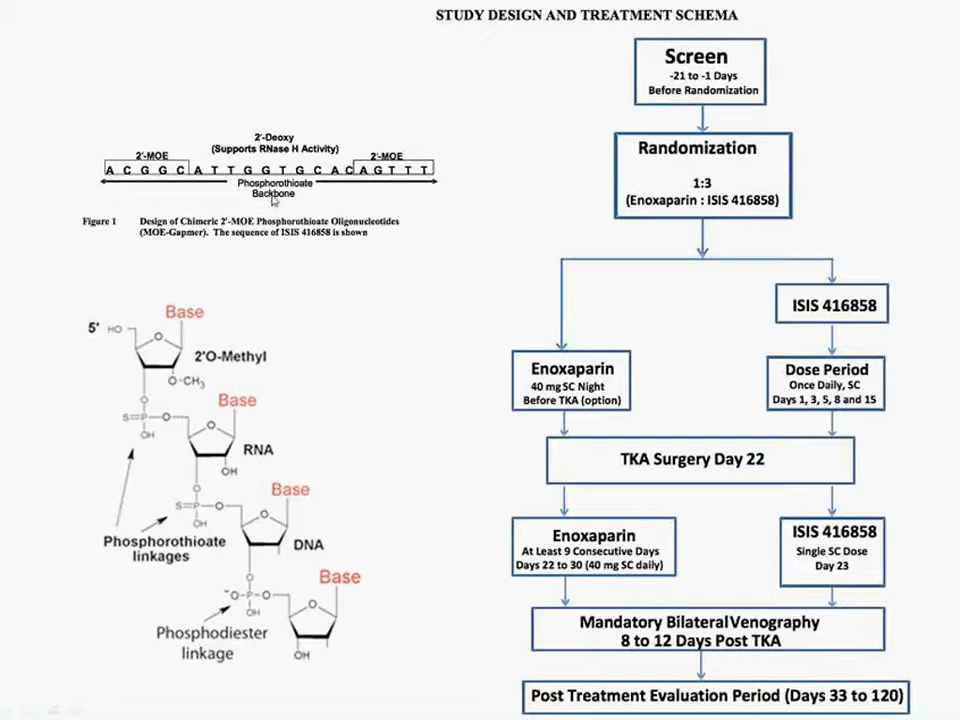 STUDY DESIGN AND TREATMENT SCHEMA
2'-Deoxy
(Supports RNase H Activity)
2'-MOE
2'-MOE
A C G G C A T T G G T G C A C A G T T T
Phosphorothioate
Backbone
Figure 1 Design of Chimeric 2'-MOE Phosphorothioate Oligonucleotides
(MOE-Gapmer). The sequence of ISIS 416858 is shown
5' HO
Base
O
2'O-Methyl
O-CH₃
O
S=P-O
OH
Base
O
RNA
OH
O
S=P-O
OH
Base
O
DNA
Phosphorothioate
linkages
O
⁻O-P-O
OH
Base
O
OH
Phosphodiester
linkage
Screen
-21 to -1 Days
Before Randomization
Randomization
1:3
(Enoxaparin : ISIS 416858)
ISIS 416858
Enoxaparin
40 mg SC Night
Before TKA (option)
Dose Period
Once Daily, SC
Days 1, 3, 5, 8 and 15
TKA Surgery Day 22
Enoxaparin
At Least 9 Consecutive Days
Days 22 to 30 (40 mg SC daily)
ISIS 416858
Single SC Dose
Day 23
Mandatory Bilateral Venography
8 to 12 Days Post TKA
Post Treatment Evaluation Period (Days 33 to 120)